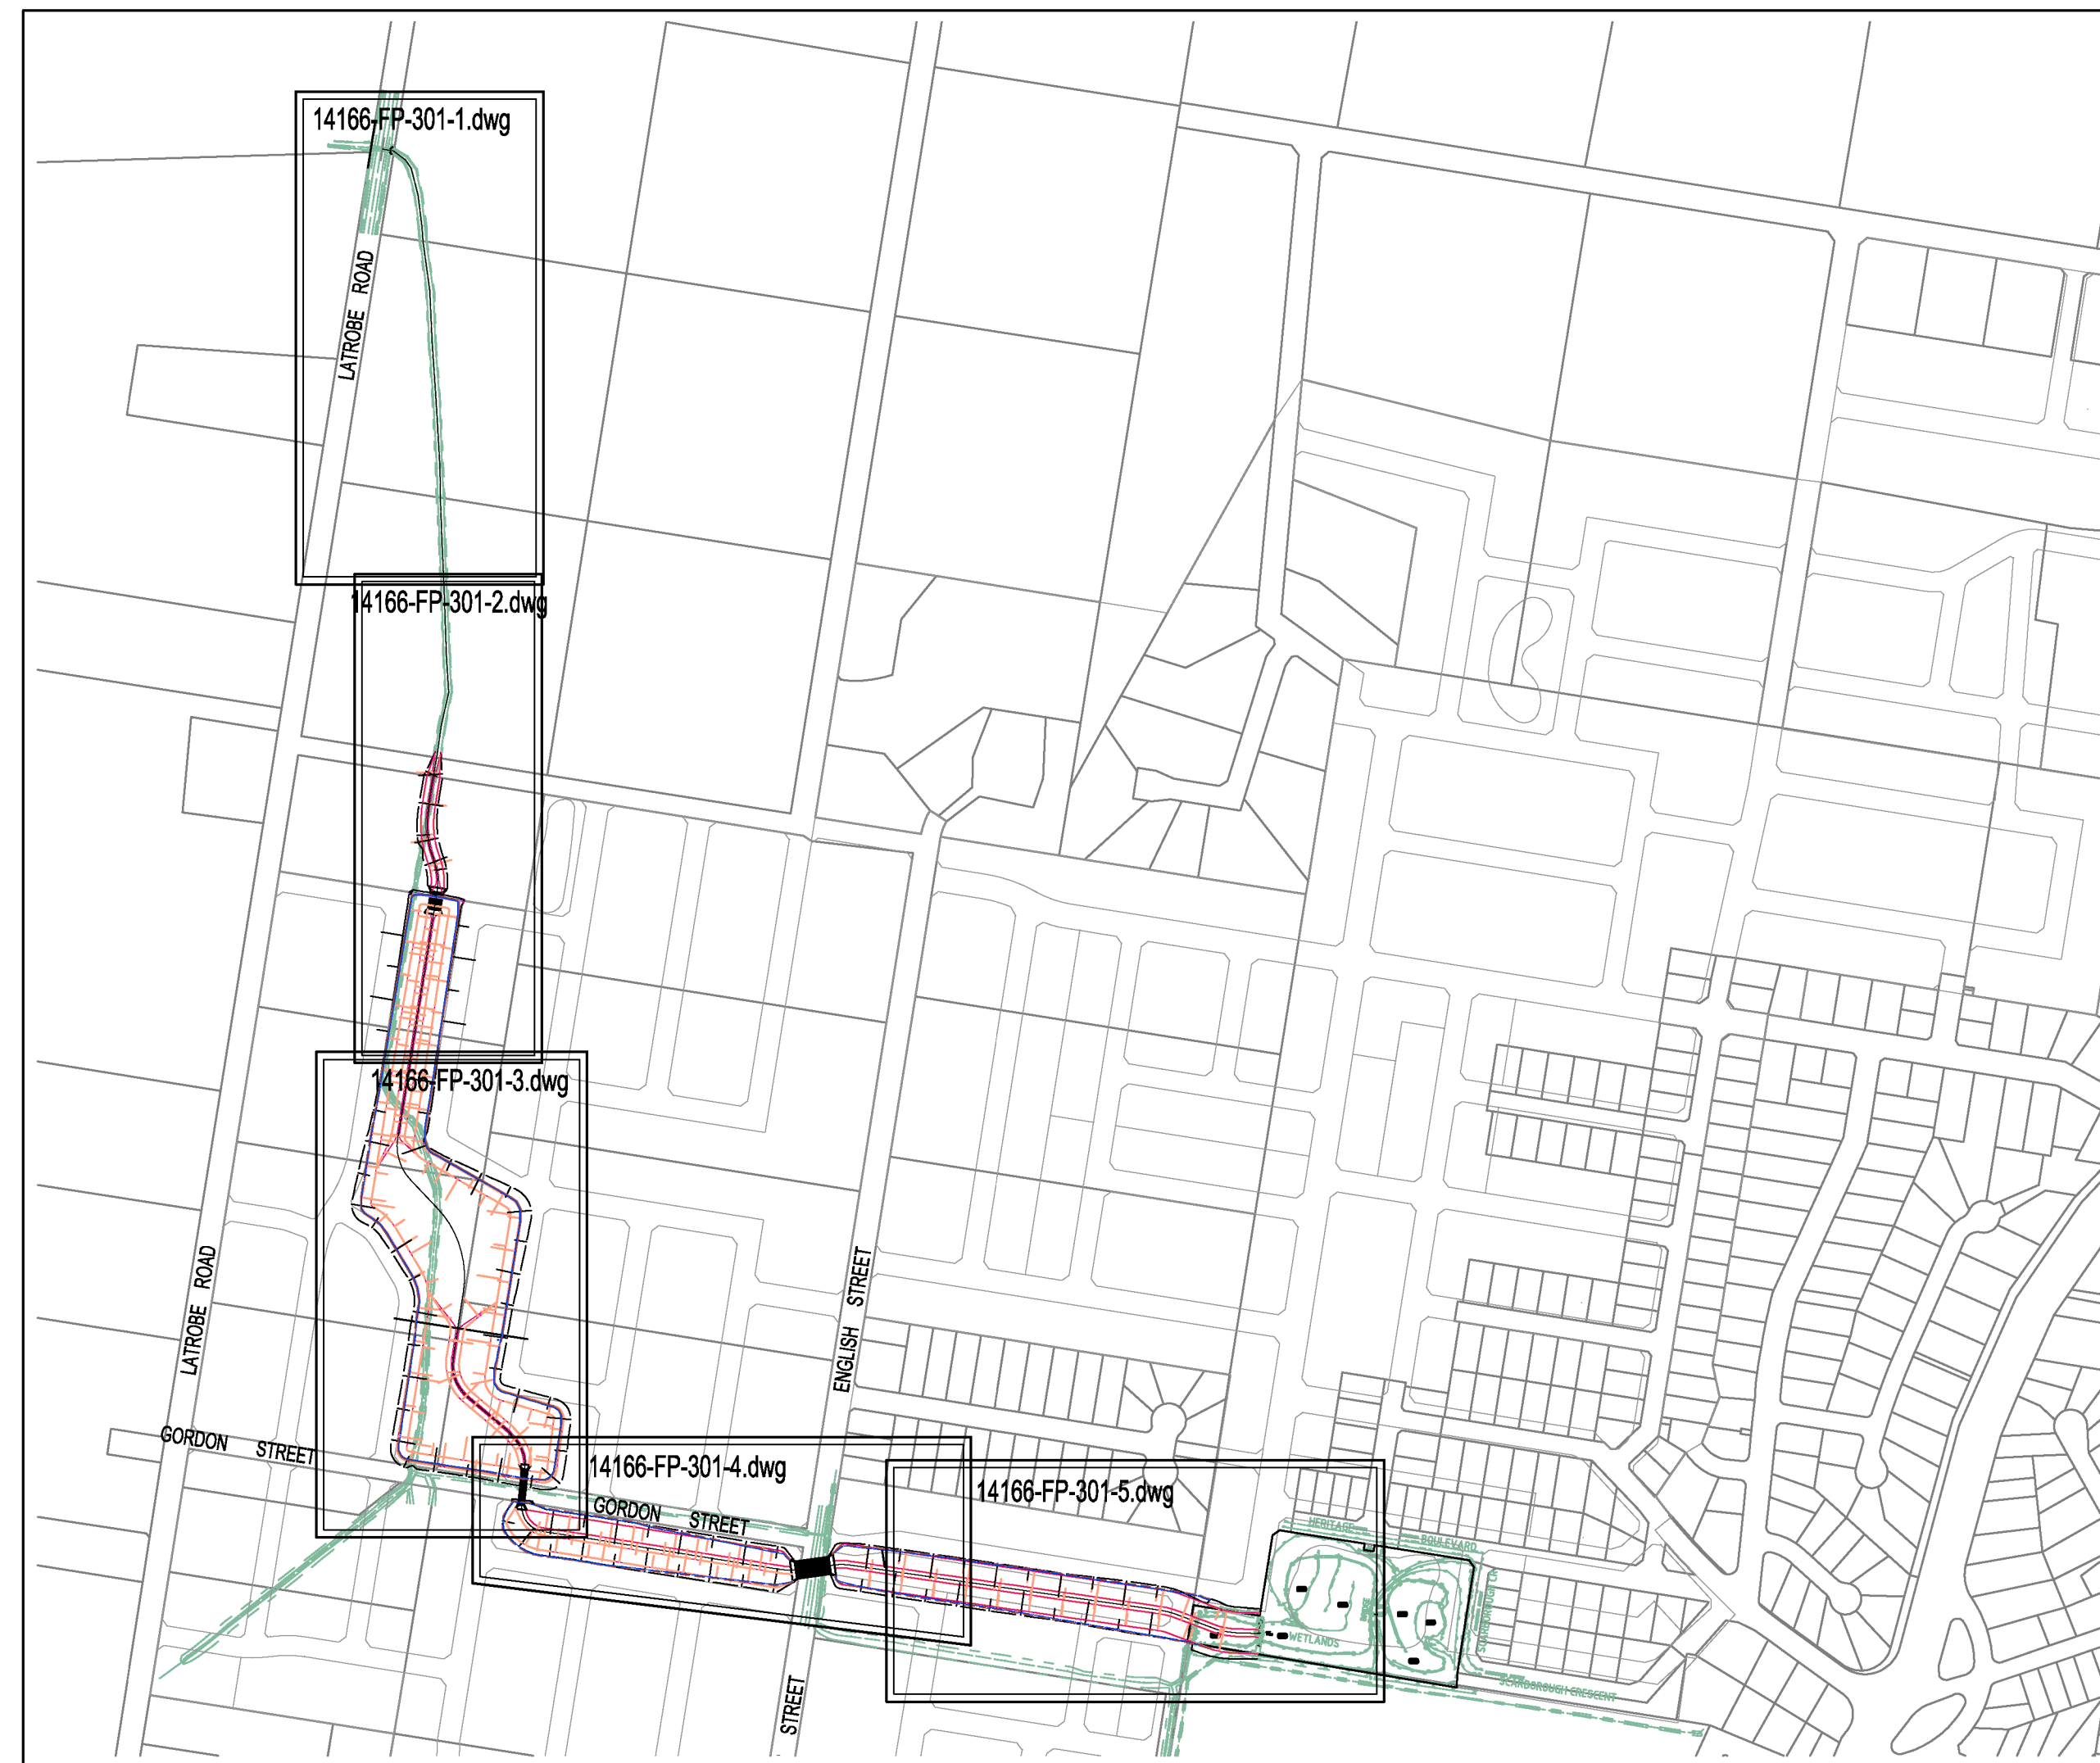 14166-FP-301-1.dwg
LATROBE ROAD
14166-FP-301-2.dwg
14166-FP-301-3.dwg
LATROBE ROAD
ENGLISH STREET
GORDON STREET
14166-FP-301-4.dwg
GORDON STREET
14166-FP-301-5.dwg
HERITAGE
BOULEVARD
WETLANDS
SCARBOROUGH CR
SCARBOROUGH CRESCENT
STREET